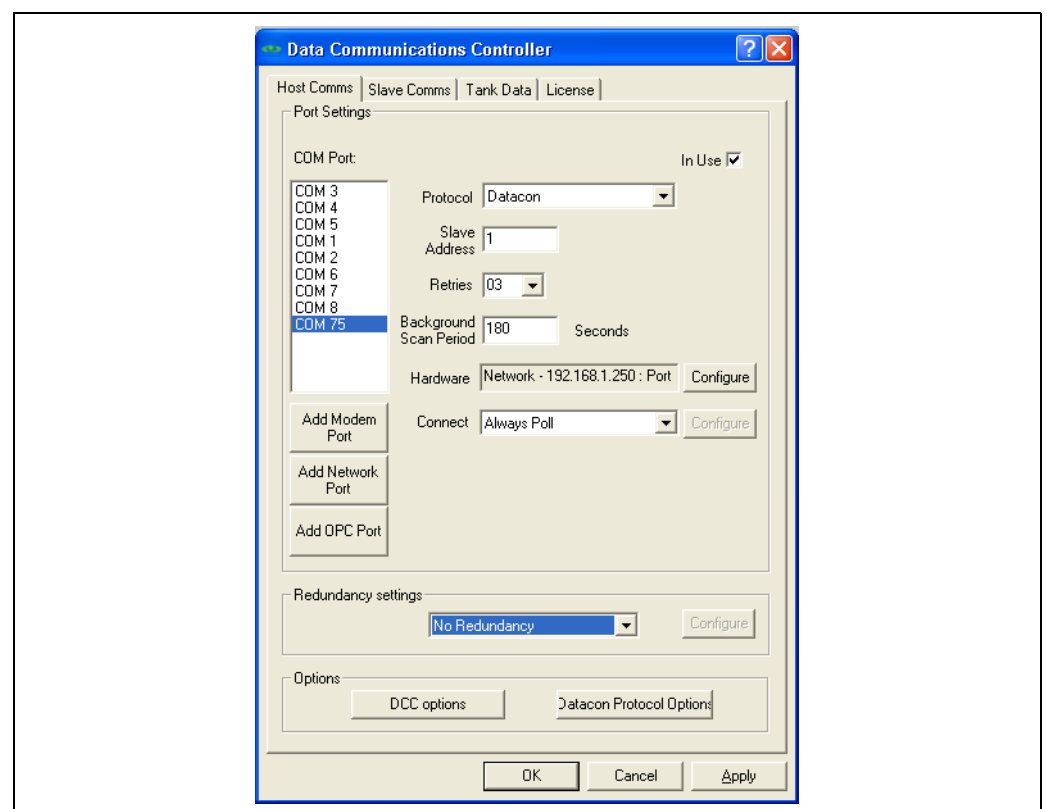 Data Communications Controller
Host Comms Slave Comms Tank Data License
Port Settings
COM Port:
In Use
COM 3
COM 4
COM 5
COM 1
COM 2
COM 6
COM 7
COM 8
COM 75
Protocol Datacon
Slave Address 1
Retries 03
Background Scan Period 180 Seconds
Hardware Network - 192.168.1.250 : Port Configure
Connect Always Poll Configure
Add Modem Port
Add Network Port
Add OPC Port
Redundancy settings
No Redundancy Configure
Options
DCC options Datacon Protocol Options
OK Cancel Apply